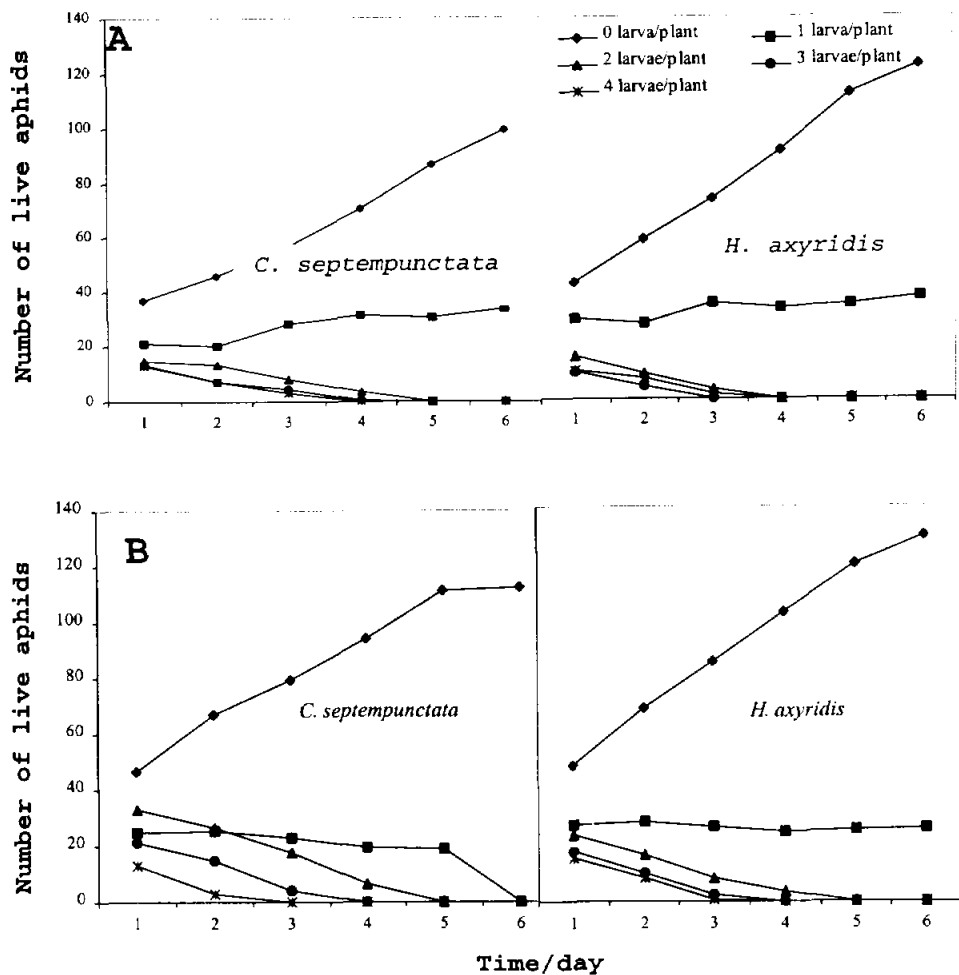 A
0 larva/plant
1 larva/plant
2 larvae/plant
3 larvae/plant
4 larvae/plant
Number of live aphids
140
120
100
80
60
40
20
0
C. septempunctata
H. axyridis
1 2 3 4 5 6
1 2 3 4 5 6
B
Number of live aphids
140
120
100
80
60
40
20
0
C. septempunctata
H. axyridis
1 2 3 4 5 6
1 2 3 4 5 6
Time/day